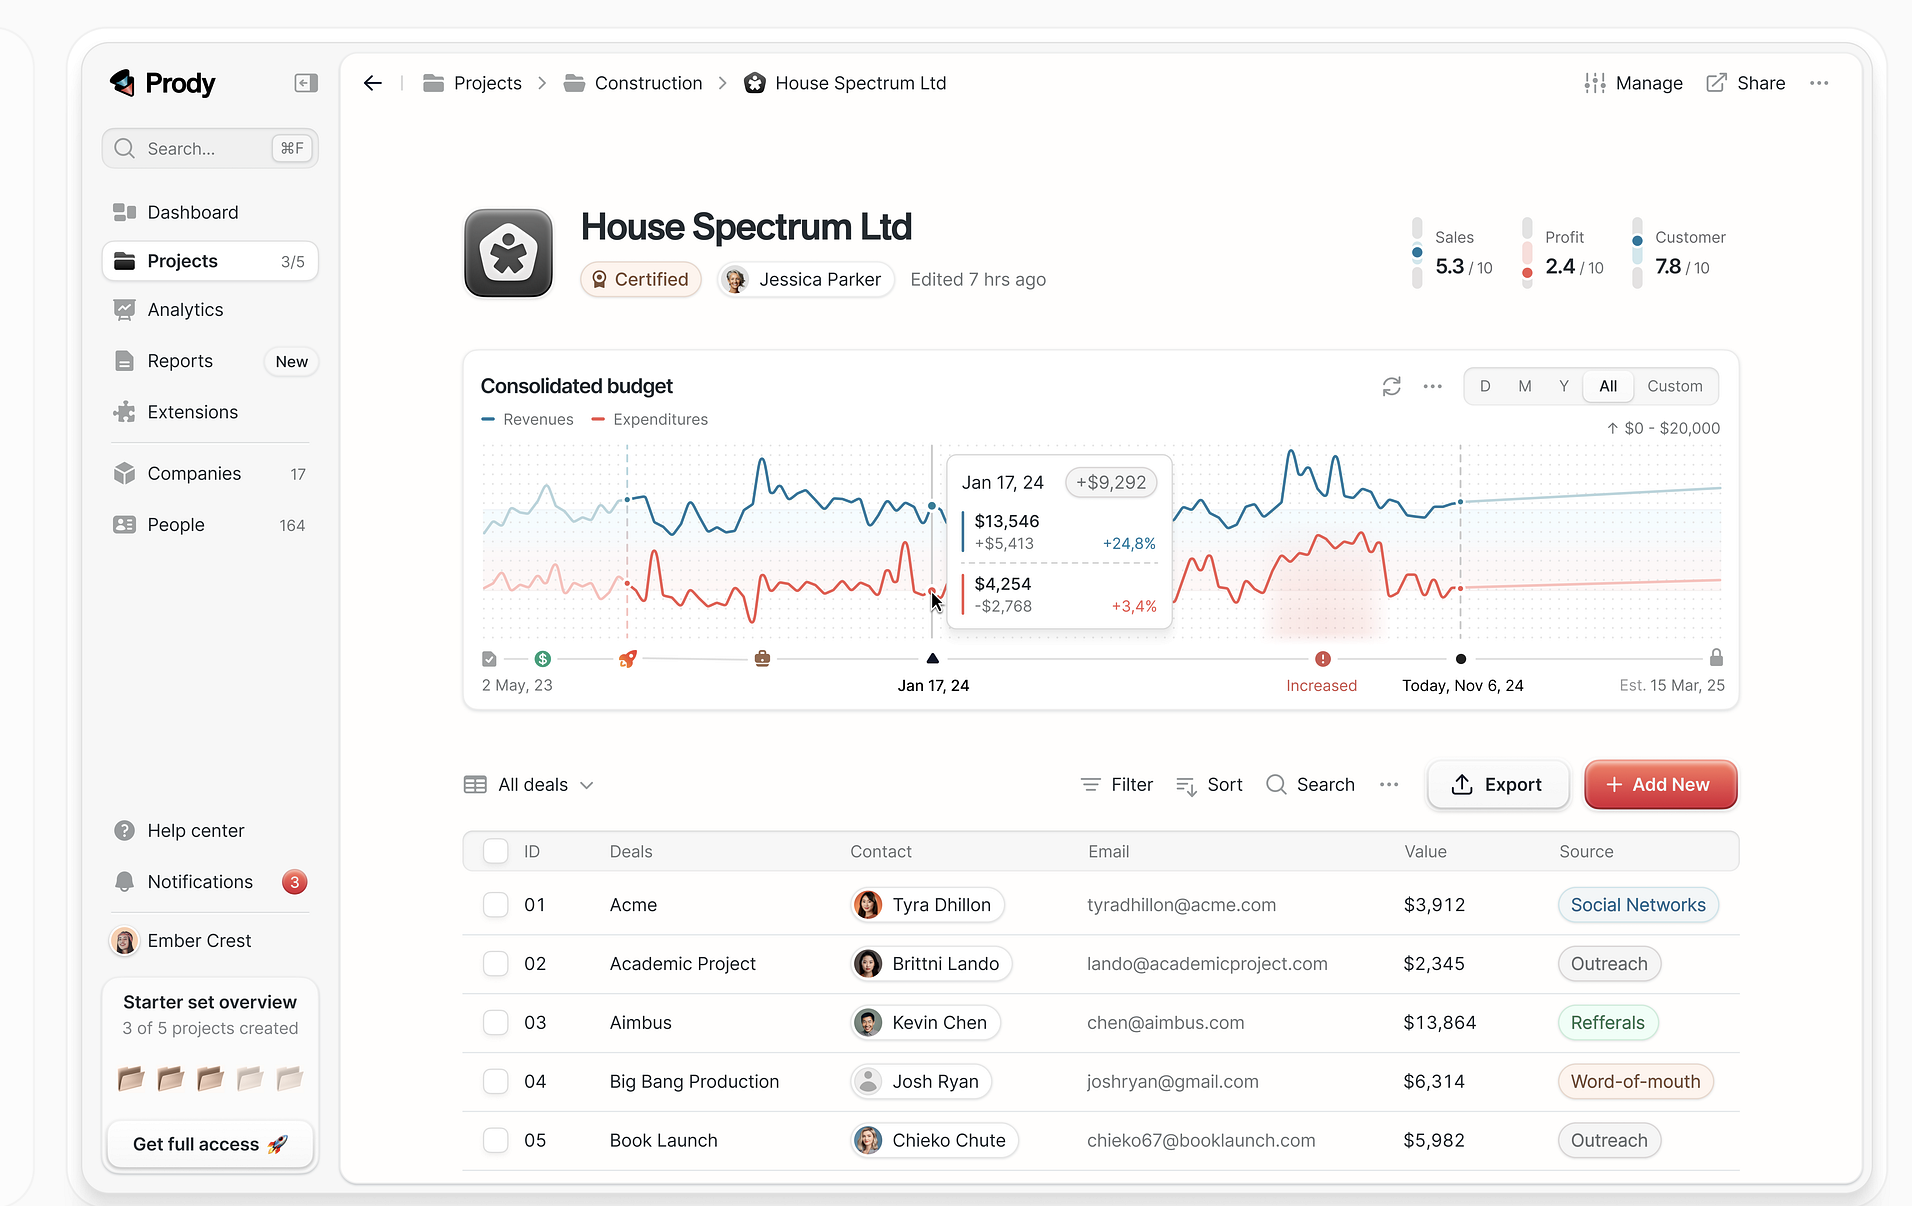 Prody
Search...
⌘F
Dashboard
Projects 3/5
Analytics
Reports New
Extensions
Companies 17
People 164
Help center
Notifications 3
Ember Crest
Starter set overview
3 of 5 projects created
Get full access 🚀
Projects Construction House Spectrum Ltd
Manage Share
House Spectrum Ltd
Certified Jessica Parker Edited 7 hrs ago
Sales
5.3 / 10
Profit
2.4 / 10
Customer
7.8 / 10
Consolidated budget
D M Y All Custom
Revenues Expenditures
↑ $0 - $20,000
Jan 17, 24 +$9,292
$13,546
+$5,413 +24,8%
$4,254
-$2,768 +3,4%
2 May, 23 Jan 17, 24 Increased Today, Nov 6, 24 Est. 15 Mar, 25
All deals Filter Sort Search Export + Add New
ID Deals Contact Email Value Source
01 Acme Tyra Dhillon tyradhillon@acme.com $3,912 Social Networks
02 Academic Project Brittni Lando lando@academicproject.com $2,345 Outreach
03 Aimbus Kevin Chen chen@aimbus.com $13,864 Refferals
04 Big Bang Production Josh Ryan joshryan@gmail.com $6,314 Word-of-mouth
05 Book Launch Chieko Chute chieko67@booklaunch.com $5,982 Outreach